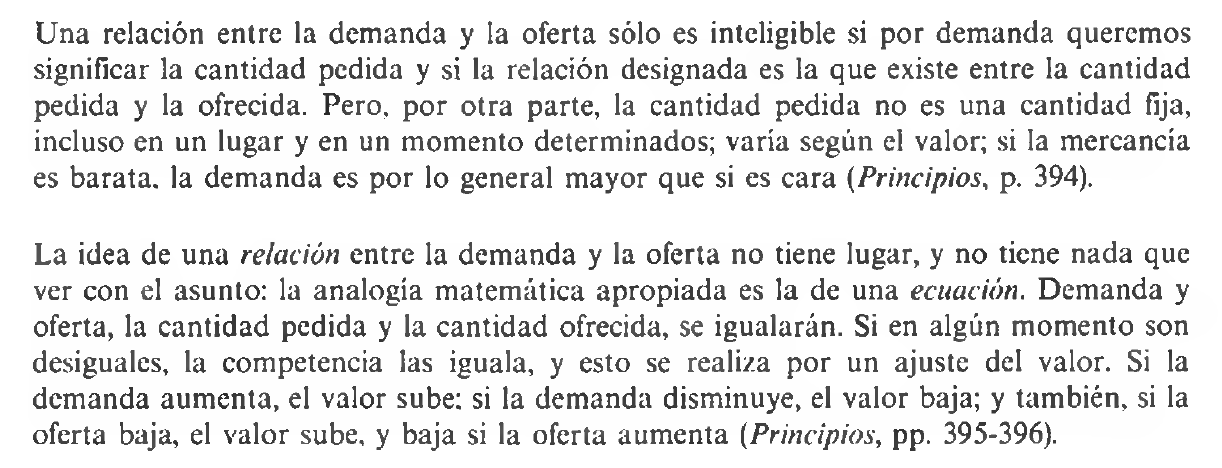 Una relación entre la demanda y la oferta sólo es inteligible si por demanda queremos
significar la cantidad pedida y si la relación designada es la que existe entre la cantidad
pedida y la ofrecida. Pero, por otra parte, la cantidad pedida no es una cantidad fija,
incluso en un lugar y en un momento determinados; varía según el valor; si la mercancía
es barata. la demanda es por lo general mayor que si es cara (Principios, p. 394).

La idea de una relación entre la demanda y la oferta no tiene lugar, y no tiene nada que
ver con el asunto: la analogía matemática apropiada es la de una ecuación. Demanda y
oferta, la cantidad pedida y la cantidad ofrecida, se igualarán. Si en algún momento son
desiguales, la competencia las iguala, y esto se realiza por un ajuste del valor. Si la
demanda aumenta, el valor sube: si la demanda disminuye, el valor baja; y también, si la
oferta baja, el valor sube, y baja si la oferta aumenta (Principios, pp. 395-396).